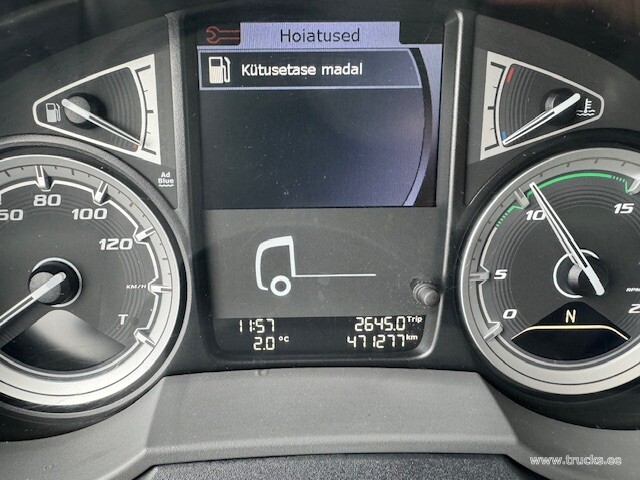 Hoiatused
Kütusetase madal
Ad
Blue
80
100
120
KM/H
T
10
15
5
0
RPM
N
11:57
2645.0 Trip
2.0 °C
471277 km
www.trucks.ee